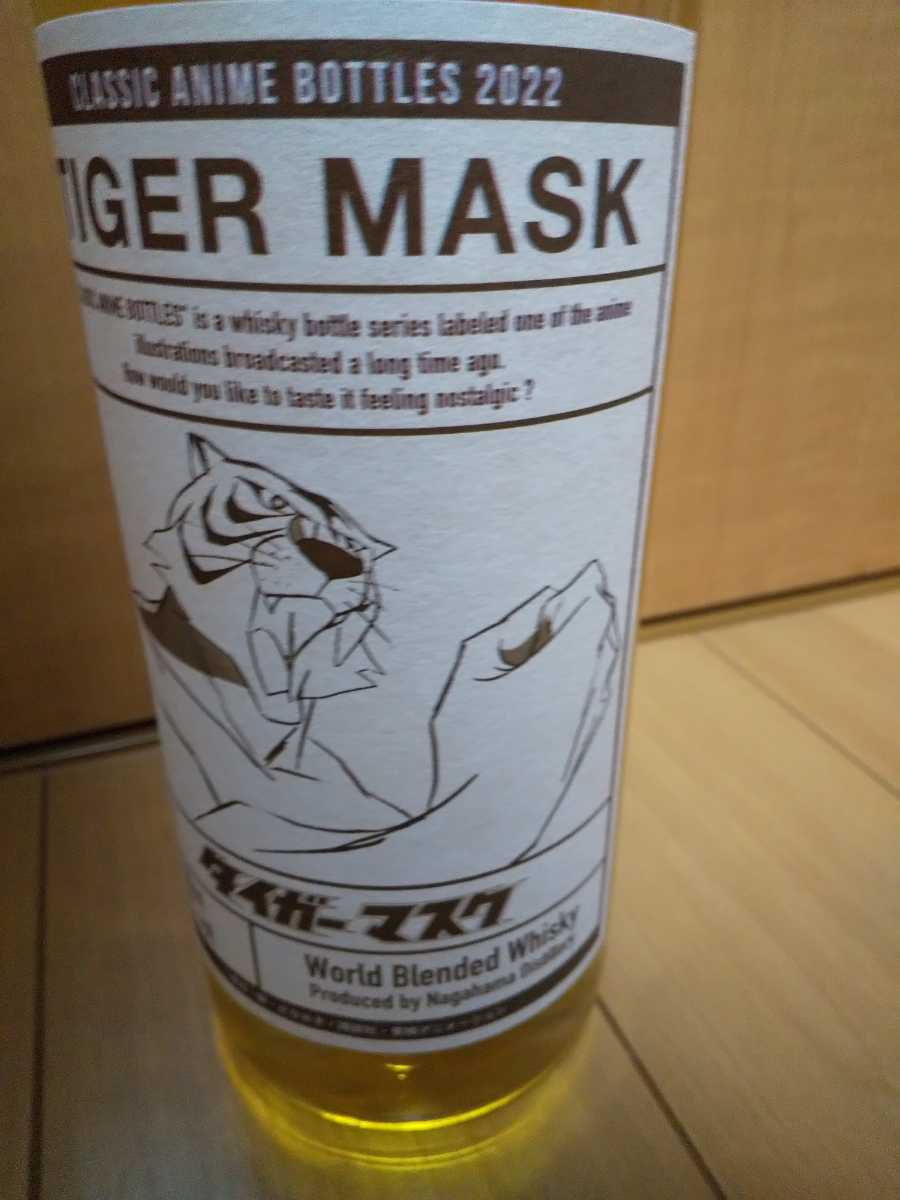 CLASSIC ANIME BOTTLES 2022
TIGER MASK
ANIME BOTTLES" is a whisky bottle series labeled one of the anime
illustrations broadcasted a long time ago.
How would you like to taste it feeling nostalgic ?
タイガーマスク
World Blended Whisky
Produced by Nagahama Distillery